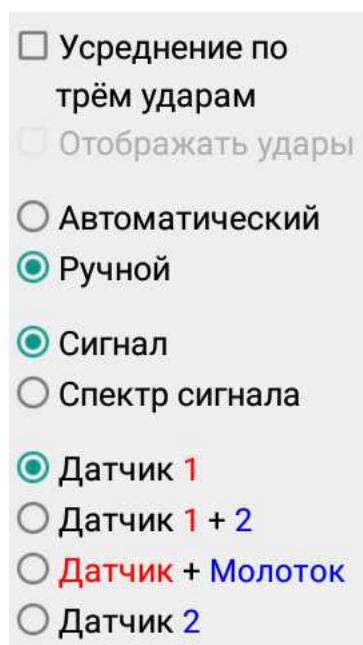 Усреднение по
трём ударам
Отображать удары
Автоматический
Ручной
Сигнал
Спектр сигнала
Датчик 1
Датчик 1 + 2
Датчик + Молоток
Датчик 2